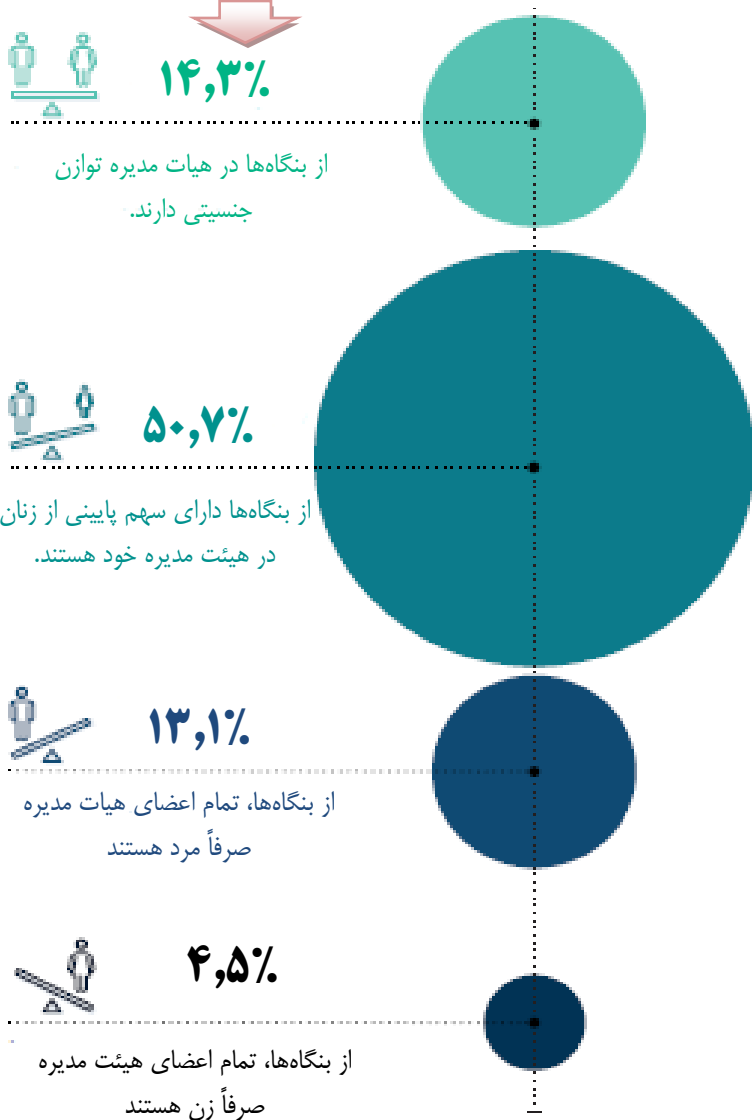 ۱۴,۳٪
از بنگاه‌ها در هیات مدیره توازن
جنسیتی دارند.
۵۰,۷٪
از بنگاه‌ها دارای سهم پایینی از زنان
در هیئت مدیره خود هستند.
۱۳,۱٪
از بنگاه‌ها، تمام اعضای هیات مدیره
صرفاً مرد هستند
۴,۵٪
از بنگاه‌ها، تمام اعضای هیئت مدیره
صرفاً زن هستند